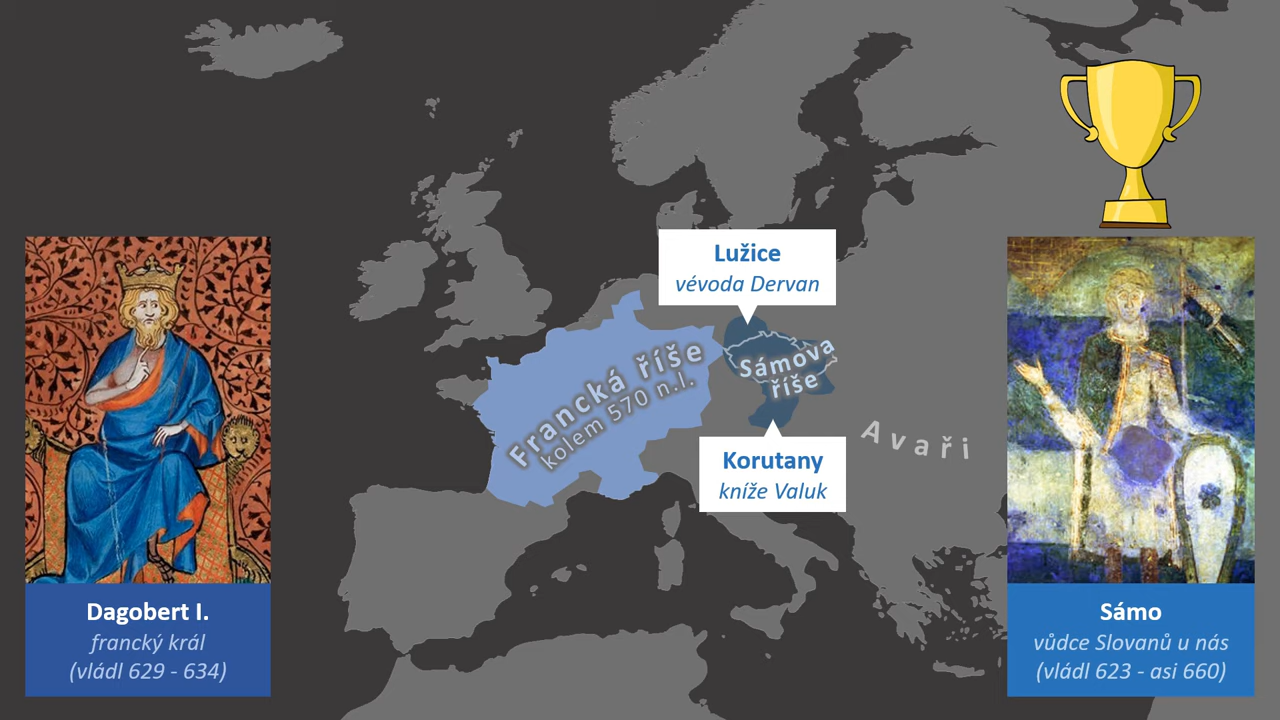 Lužice
vévoda Dervan
Francká říše
kolem 570 n.l.
Sámova
říše
Avaři
Korutany
kníže Valuk
Dagobert I.
francký král
(vládl 629 - 634)
Sámo
vůdce Slovanů u nás
(vládl 623 - asi 660)